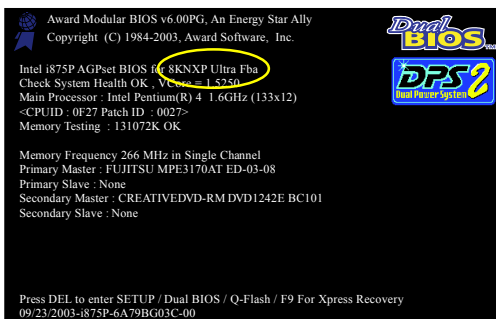 Award Modular BIOS v6.00PG, An Energy Star Ally
Copyright (C) 1984-2003, Award Software, Inc.
Dual
BIOS
Intel i875P AGPset BIOS for 8KNXP Ultra Fba
Check System Health OK , VCore = 1.5250
Main Processor : Intel Pentium(R) 4 1.6GHz (133x12)
<CPUID : 0F27 Patch ID : 0027>
Memory Testing : 131072K OK
DPS2
Dual Power System
Memory Frequency 266 MHz in Single Channel
Primary Master : FUJITSU MPE3170AT ED-03-08
Primary Slave : None
Secondary Master : CREATIVEDVD-RM DVD1242E BC101
Secondary Slave : None
Press DEL to enter SETUP / Dual BIOS / Q-Flash / F9 For Xpress Recovery
09/23/2003-i875P-6A79BG03C-00